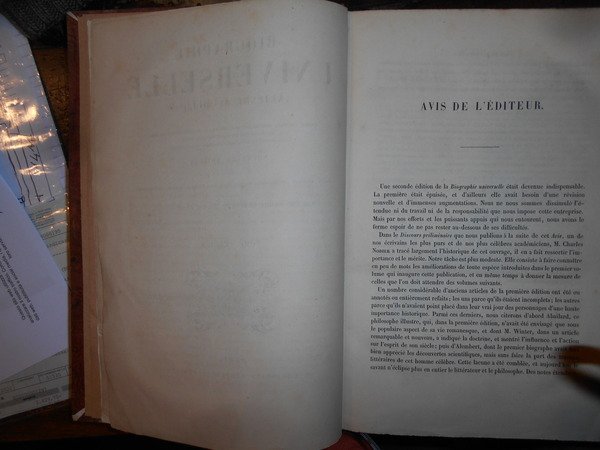 AVIS DE L'ÉDITEUR.
Une seconde édition de la Biographie universelle était devenue indispensable.
La première était épuisée, et d'ailleurs elle avait besoin d'une révision
nouvelle et d'immenses augmentations. Nous ne nous sommes dissimulé l'é-
tendue ni du travail ni de la responsabilité que nous impose cette entreprise.
Mais par nos efforts et les puissants appuis qui nous entourent, nous avons le
ferme espoir de ne pas rester au-dessous de ses difficultés.
Dans le Discours préliminaire que nous publions à la suite de cet Avis, un de
nos écrivains les plus purs et de nos plus célèbres académiciens, M. Charles
Nodier a tracé largement l'historique de cet ouvrage, il en a fait ressortir l'im-
portance et le mérite. Notre tâche est plus modeste. Elle consiste à faire connaître
en peu de mots les améliorations de toute espèce introduites dans le premier vo-
lume qui inaugure cette publication, et en même temps à donner la mesure de
celles que l'on doit attendre des volumes suivants.
Un nombre considérable d'anciens articles de la première édition ont été ou
annotés ou entièrement refaits : les uns parce qu'ils étaient incomplets; les autres
parce qu'ils n'avaient point placé dans leur vrai jour des personnages d'une haute
importance historique. Parmi ces derniers, nous citerons d'abord Abailard, ce
philosophe illustre, qui, dans la première édition, n'avait été envisagé que sous
le populaire aspect de sa vie romanesque, et dont M. Winter, dans un article
remarquable et nouveau, a indiqué la doctrine, et montré l'influence et l'action
sur l'esprit de son siècle; puis d'Alembert, dont le premier biographe avait
bien apprécié les découvertes scientifiques, mais sans faire la part des
littéraires de cet homme célèbre. Cette lacune a été comblée, et aujourd'hui le
savant n'éclipse plus en entier le littérateur et le philosophe. Des notes
BIOGRAPHIE
UNIVERSELLE